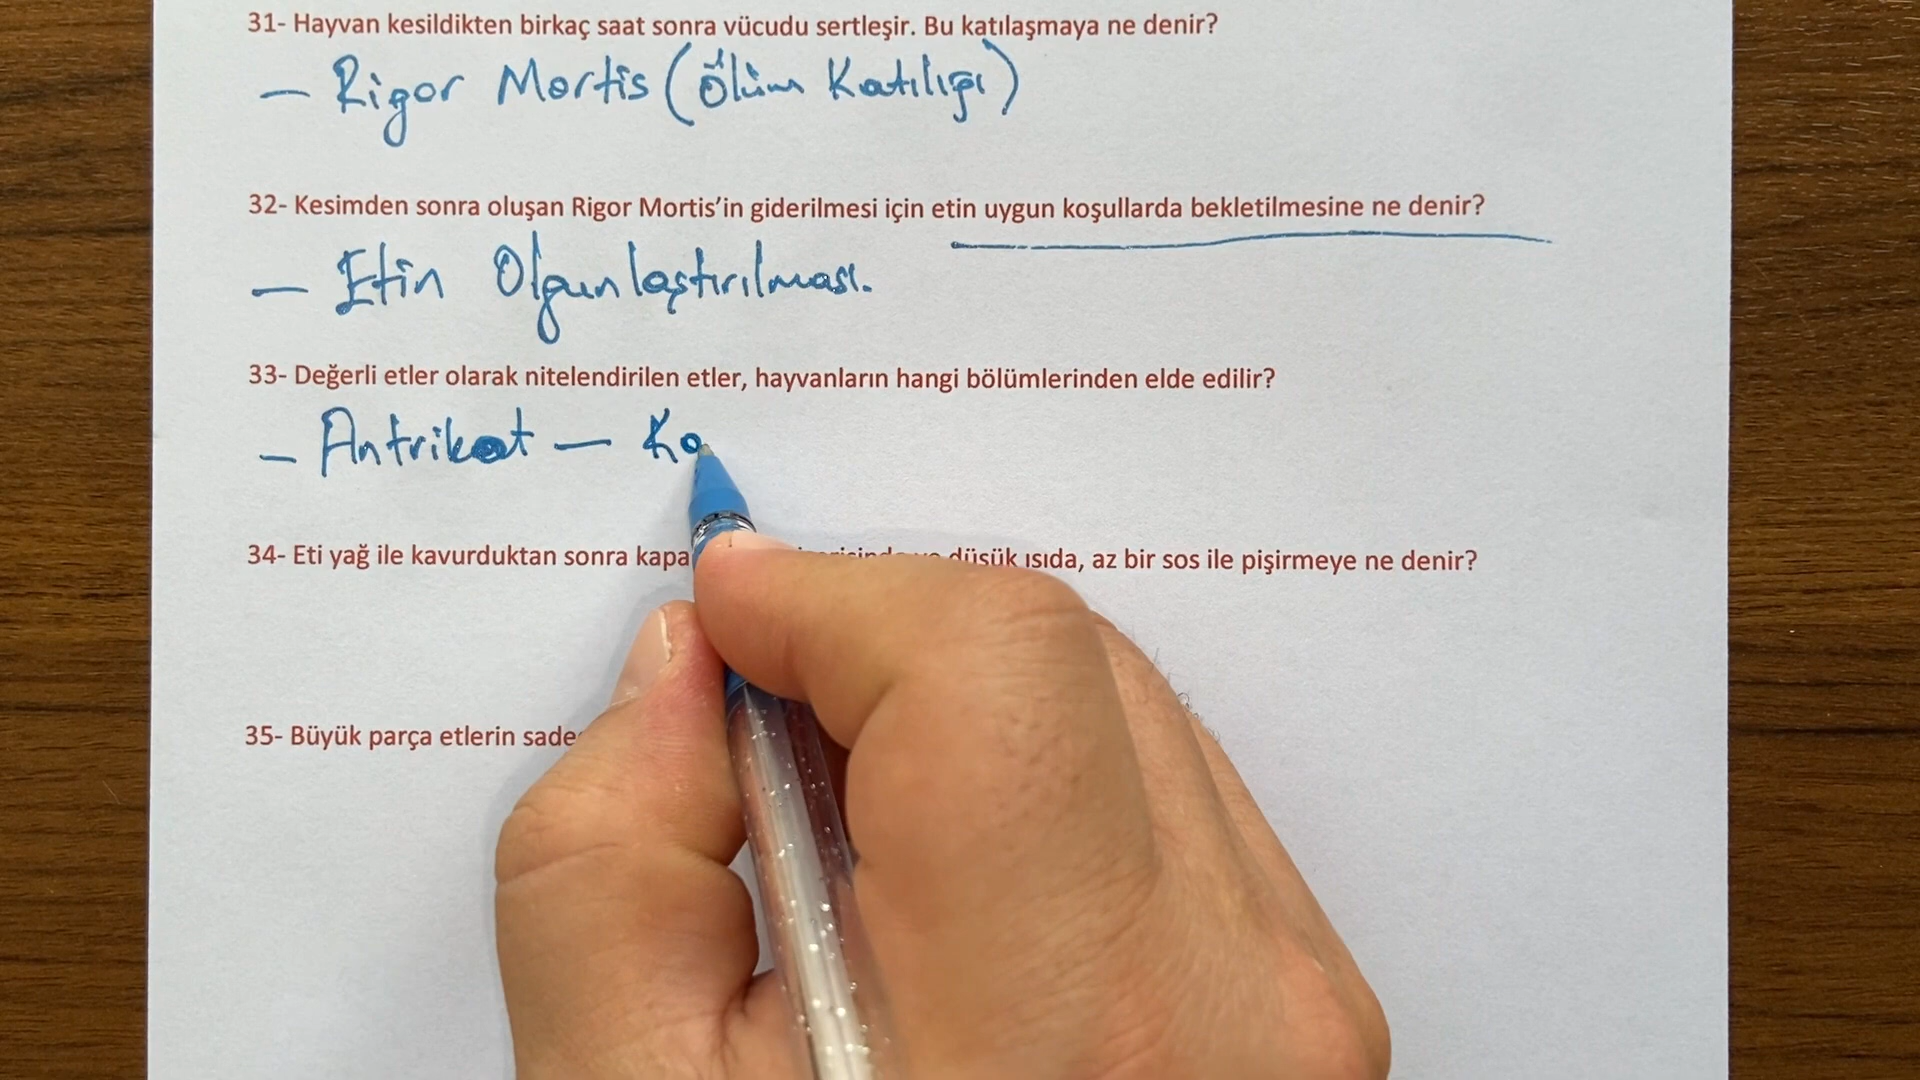 31- Hayvan kesildikten birkaç saat sonra vücudu sertleşir. Bu katılaşmaya ne denir?
— Rigor Mortis (Ölüm Katılığı)
32- Kesimden sonra oluşan Rigor Mortis'in giderilmesi için etin uygun koşullarda bekletilmesine ne denir?
— Etin Olgunlaştırılması.
33- Değerli etler olarak nitelendirilen etler, hayvanların hangi bölümlerinden elde edilir?
— Antrikot — Ko
34- Eti yağ ile kavurduktan sonra kapa düşük ısıda, az bir sos ile pişirmeye ne denir?
35- Büyük parça etlerin sade